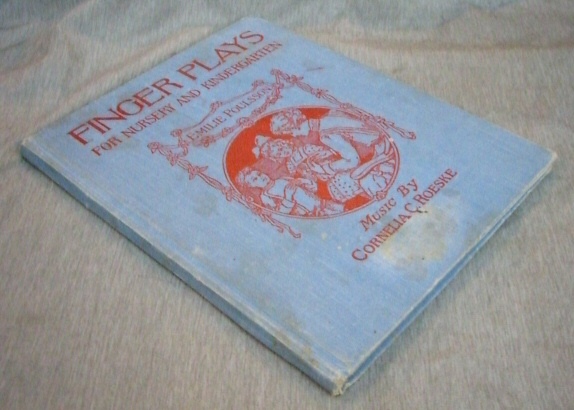 FINGER PLAYS
FOR NURSERY AND KINDERGARTEN
EMILIE POULSSON
MUSIC BY
CORNELIA C. ROESKE